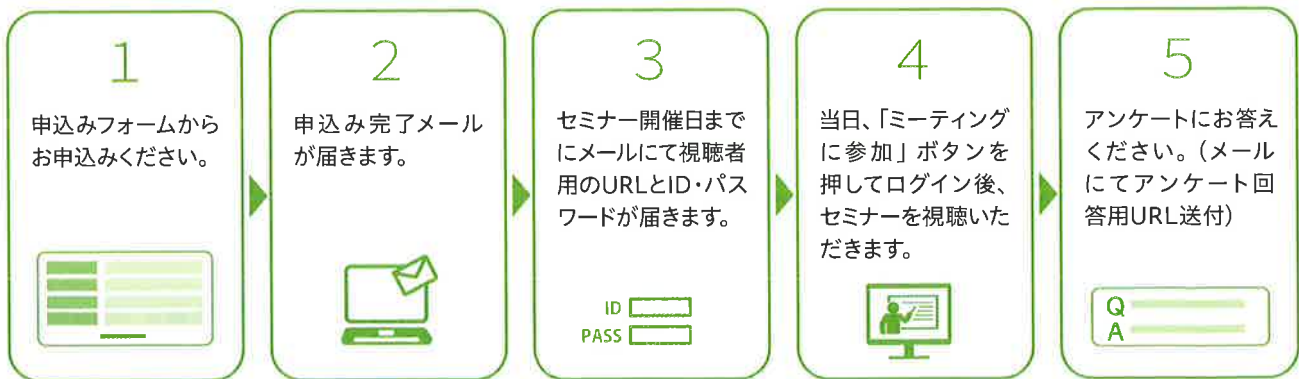 1
申込みフォームから
お申込みください。
2
申込み完了メール
が届きます。
3
セミナー開催日まで
にメールにて視聴者
用のURLとID・パス
ワードが届きます。
ID
PASS
4
当日、「ミーティング
に参加」ボタンを
押してログイン後、
セミナーを視聴いた
だきます。
5
アンケートにお答え
ください。(メール
にてアンケート回
答用URL送付)
Q
A